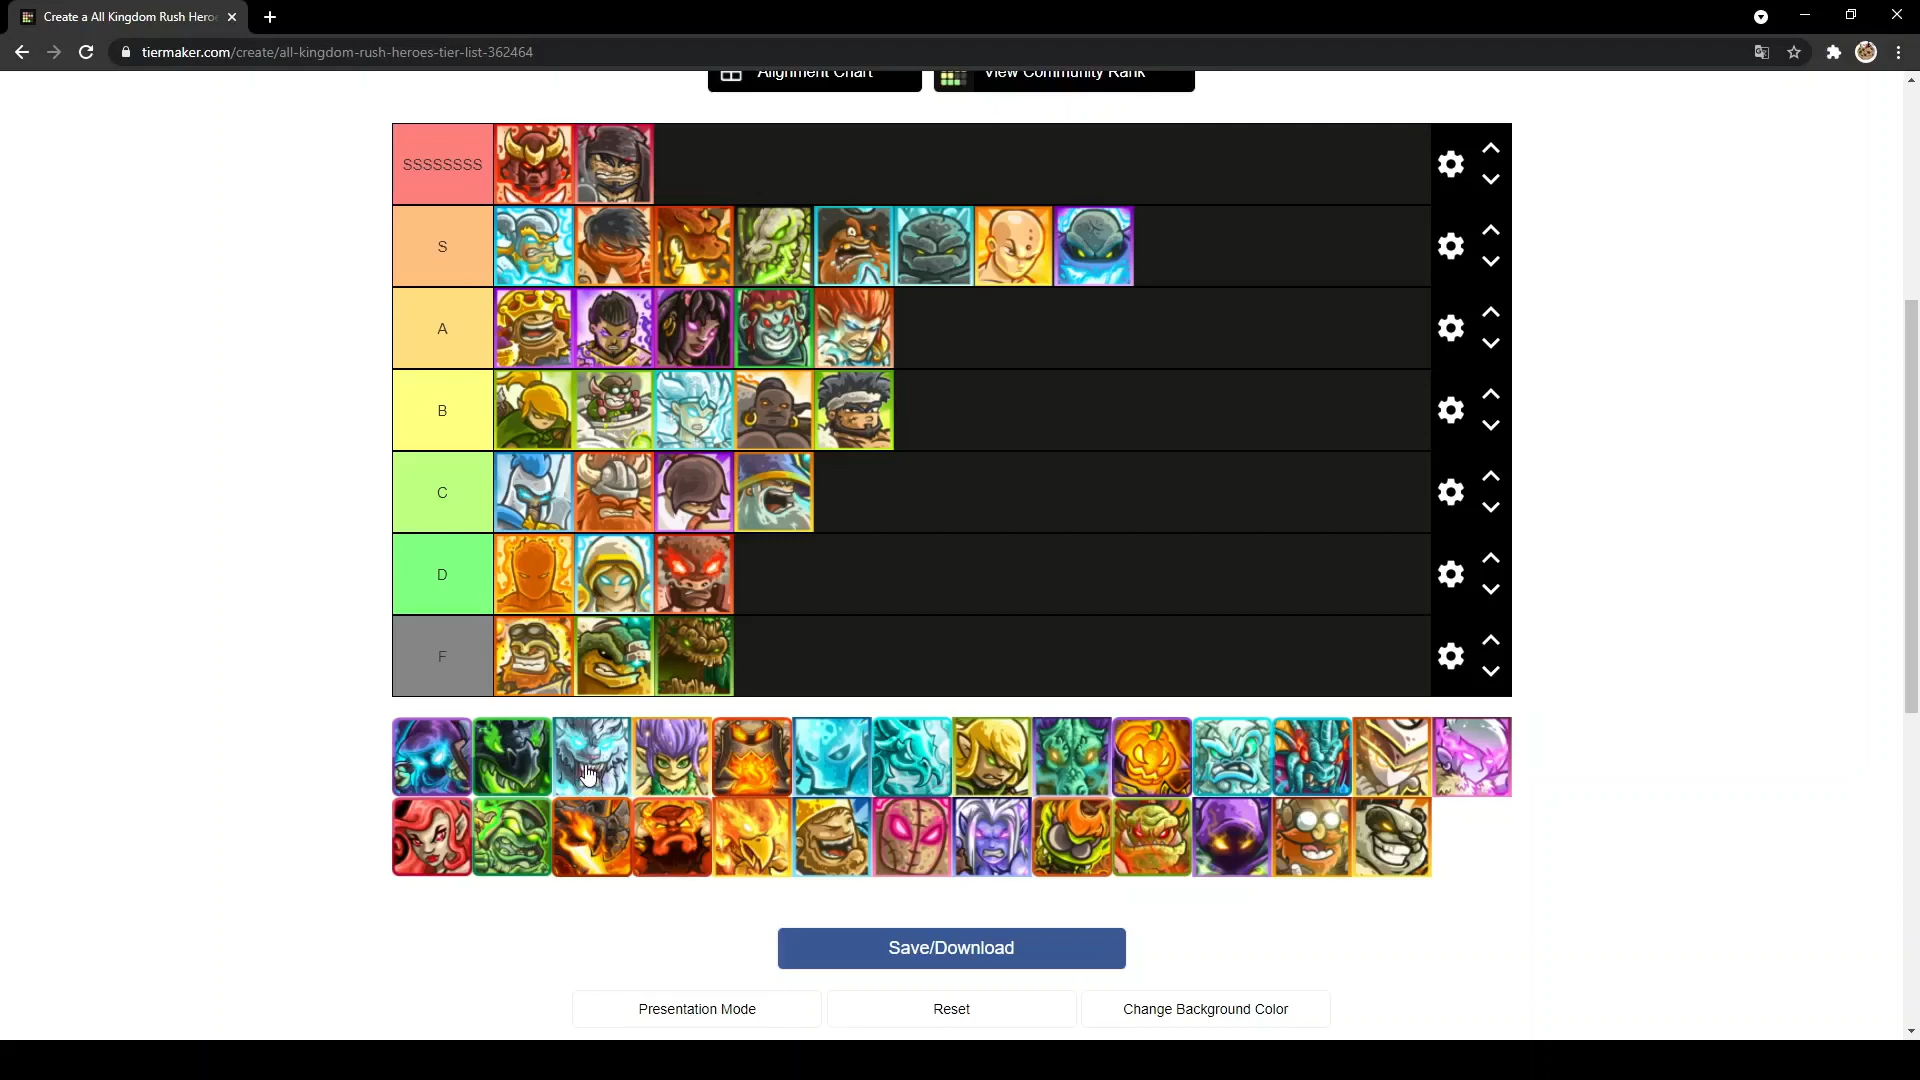 Create a All Kingdom Rush Hero
tiermaker.com/create/all-kingdom-rush-heroes-tier-list-362464
Alignment Chart
View Community Rank
SSSSSSSS
S
A
B
C
D
F
Save/Download
Presentation Mode
Reset
Change Background Color